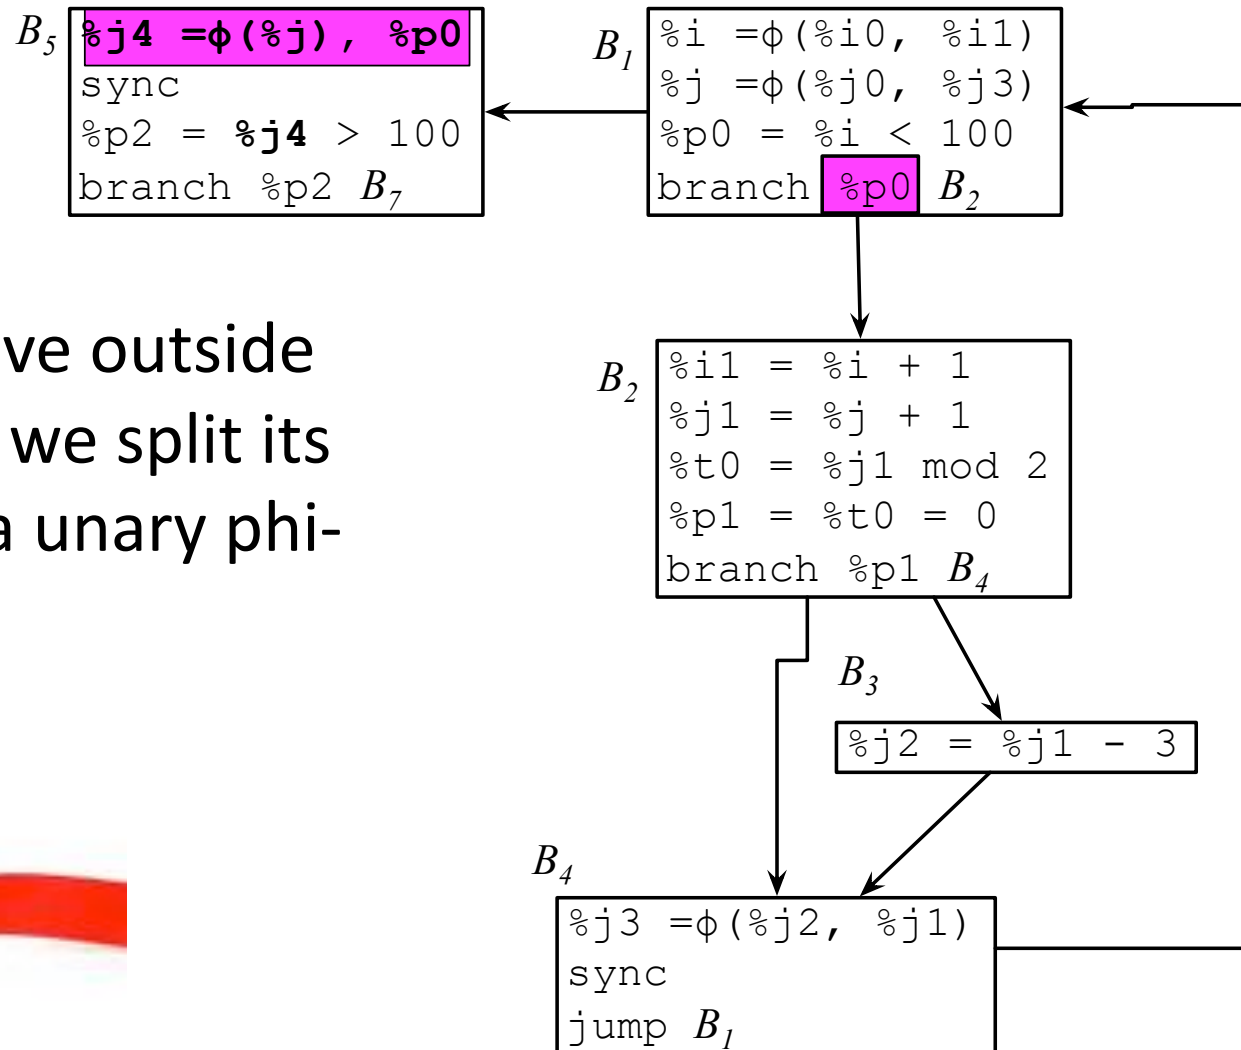 B5
%j4 =ϕ(%j), %p0
sync
%p2 = %j4 > 100
branch %p2 B7
B1
%i =ϕ(%i0, %i1)
%j =ϕ(%j0, %j3)
%p0 = %i < 100
branch %p0 B2
ve outside
we split its
a unary phi-
B2
%i1 = %i + 1
%j1 = %j + 1
%t0 = %j1 mod 2
%p1 = %t0 = 0
branch %p1 B4
B3
%j2 = %j1 - 3
B4
%j3 =ϕ(%j2, %j1)
sync
jump B1